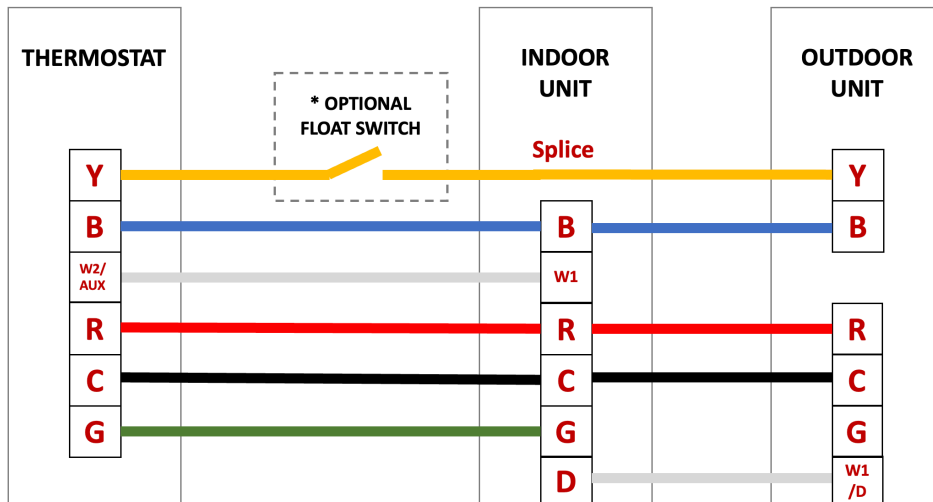 THERMOSTAT
INDOOR
UNIT
OUTDOOR
UNIT
* OPTIONAL
FLOAT SWITCH
Splice
Y
Y
B
B
B
W2/
AUX
W1
R
R
R
C
C
C
G
G
G
D
W1
/D